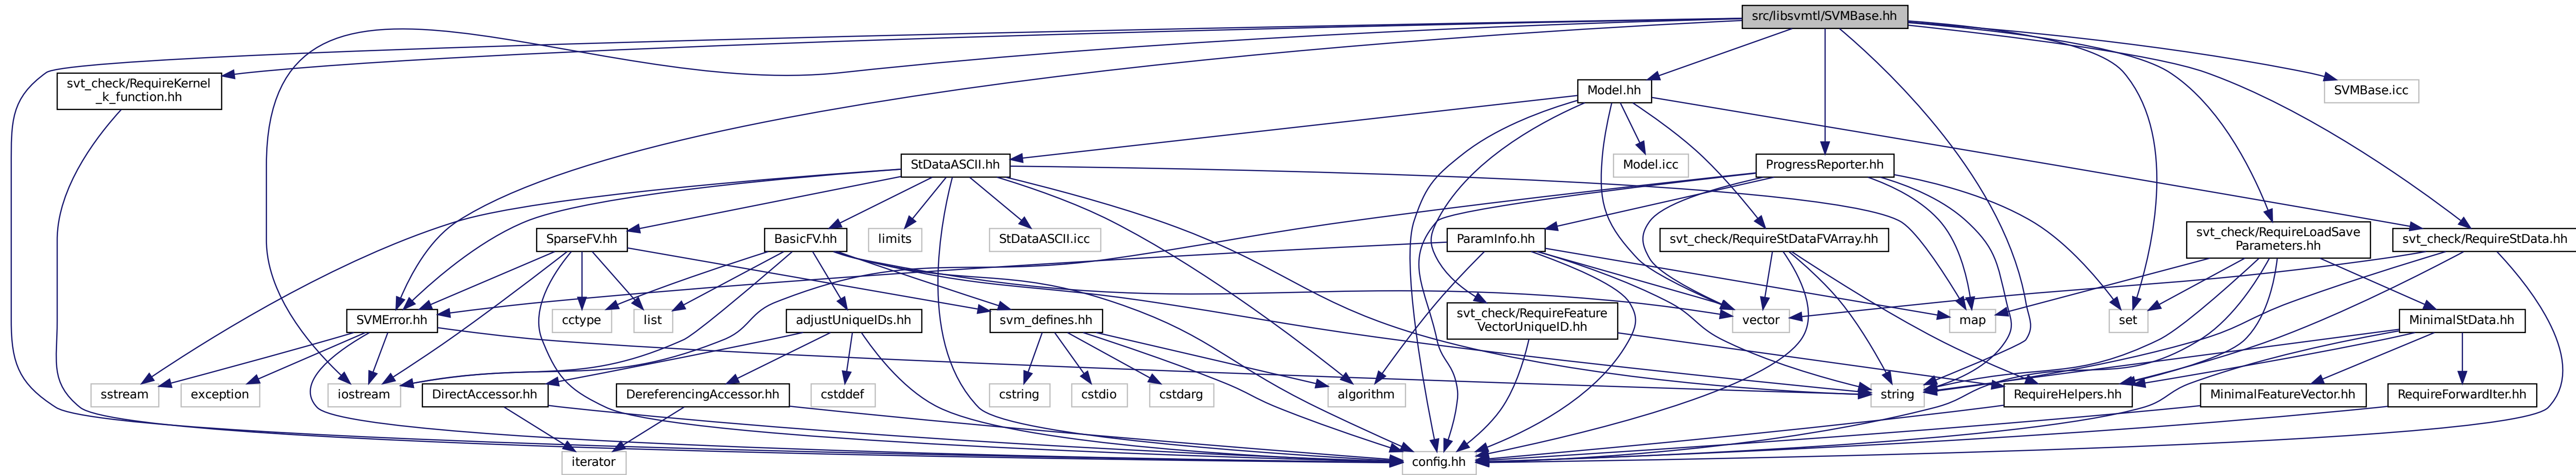 src/libsvmtl/SVMBase.hh
svt_check/RequireKernel
_k_function.hh
Model.hh
SVMBase.icc
StDataASCII.hh
Model.icc
ProgressReporter.hh
SparseFV.hh
BasicFV.hh
limits
StDataASCII.icc
ParamInfo.hh
svt_check/RequireStDataFVArray.hh
svt_check/RequireLoadSave
Parameters.hh
svt_check/RequireStData.hh
SVMError.hh
cctype
list
adjustUniqueIDs.hh
svm_defines.hh
svt_check/RequireFeature
VectorUniqueID.hh
vector
map
set
MinimalStData.hh
sstream
exception
iostream
DirectAccessor.hh
DereferencingAccessor.hh
cstddef
cstring
cstdio
cstdarg
algorithm
string
RequireHelpers.hh
MinimalFeatureVector.hh
RequireForwardIter.hh
iterator
config.hh